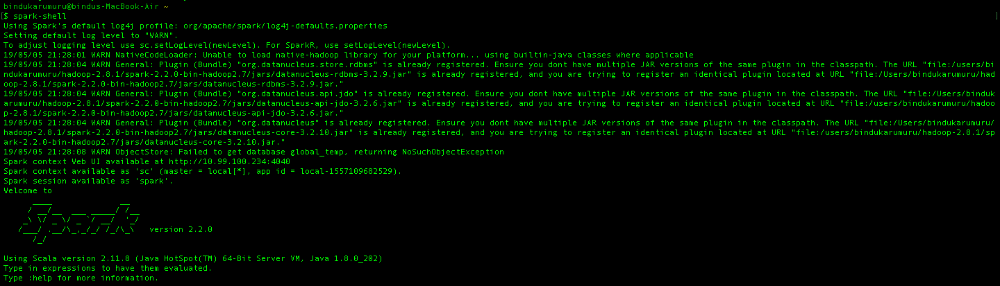 bindukarumuru@bindus-MacBook-Air ~
[$ spark-shell ]
Using Spark's default log4j profile: org/apache/spark/log4j-defaults.properties
Setting default log level to "WARN".
To adjust logging level use sc.setLogLevel(newLevel). For SparkR, use setLogLevel(newLevel).
19/05/05 21:28:01 WARN NativeCodeLoader: Unable to load native-hadoop library for your platform... using builtin-java classes where applicable
19/05/05 21:28:04 WARN General: Plugin (Bundle) "org.datanucleus.store.rdbms" is already registered. Ensure you dont have multiple JAR versions of the same plugin in the classpath. The URL "file:/users/bi
ndukarumuru/hadoop-2.8.1/spark-2.2.0-bin-hadoop2.7/jars/datanucleus-rdbms-3.2.9.jar" is already registered, and you are trying to register an identical plugin located at URL "file:/Users/bindukarumuru/had
oop-2.8.1/spark-2.2.0-bin-hadoop2.7/jars/datanucleus-rdbms-3.2.9.jar."
19/05/05 21:28:04 WARN General: Plugin (Bundle) "org.datanucleus.api.jdo" is already registered. Ensure you dont have multiple JAR versions of the same plugin in the classpath. The URL "file:/Users/binduk
arumuru/hadoop-2.8.1/spark-2.2.0-bin-hadoop2.7/jars/datanucleus-api-jdo-3.2.6.jar" is already registered, and you are trying to register an identical plugin located at URL "file:/users/bindukarumuru/hadoo
p-2.8.1/spark-2.2.0-bin-hadoop2.7/jars/datanucleus-api-jdo-3.2.6.jar."
19/05/05 21:28:04 WARN General: Plugin (Bundle) "org.datanucleus" is already registered. Ensure you dont have multiple JAR versions of the same plugin in the classpath. The URL "file:/Users/bindukarumuru/
hadoop-2.8.1/spark-2.2.0-bin-hadoop2.7/jars/datanucleus-core-3.2.10.jar" is already registered, and you are trying to register an identical plugin located at URL "file:/users/bindukarumuru/hadoop-2.8.1/sp
ark-2.2.0-bin-hadoop2.7/jars/datanucleus-core-3.2.10.jar."
19/05/05 21:28:08 WARN ObjectStore: Failed to get database global_temp, returning NoSuchObjectException
Spark context Web UI available at http://10.99.100.234:4040
Spark context available as 'sc' (master = local[*], app id = local-1557109682529).
Spark session available as 'spark'.
Welcome to
Spark version 2.2.0
Using Scala version 2.11.8 (Java HotSpot(TM) 64-Bit Server VM, Java 1.8.0_202)
Type in expressions to have them evaluated.
Type :help for more information.